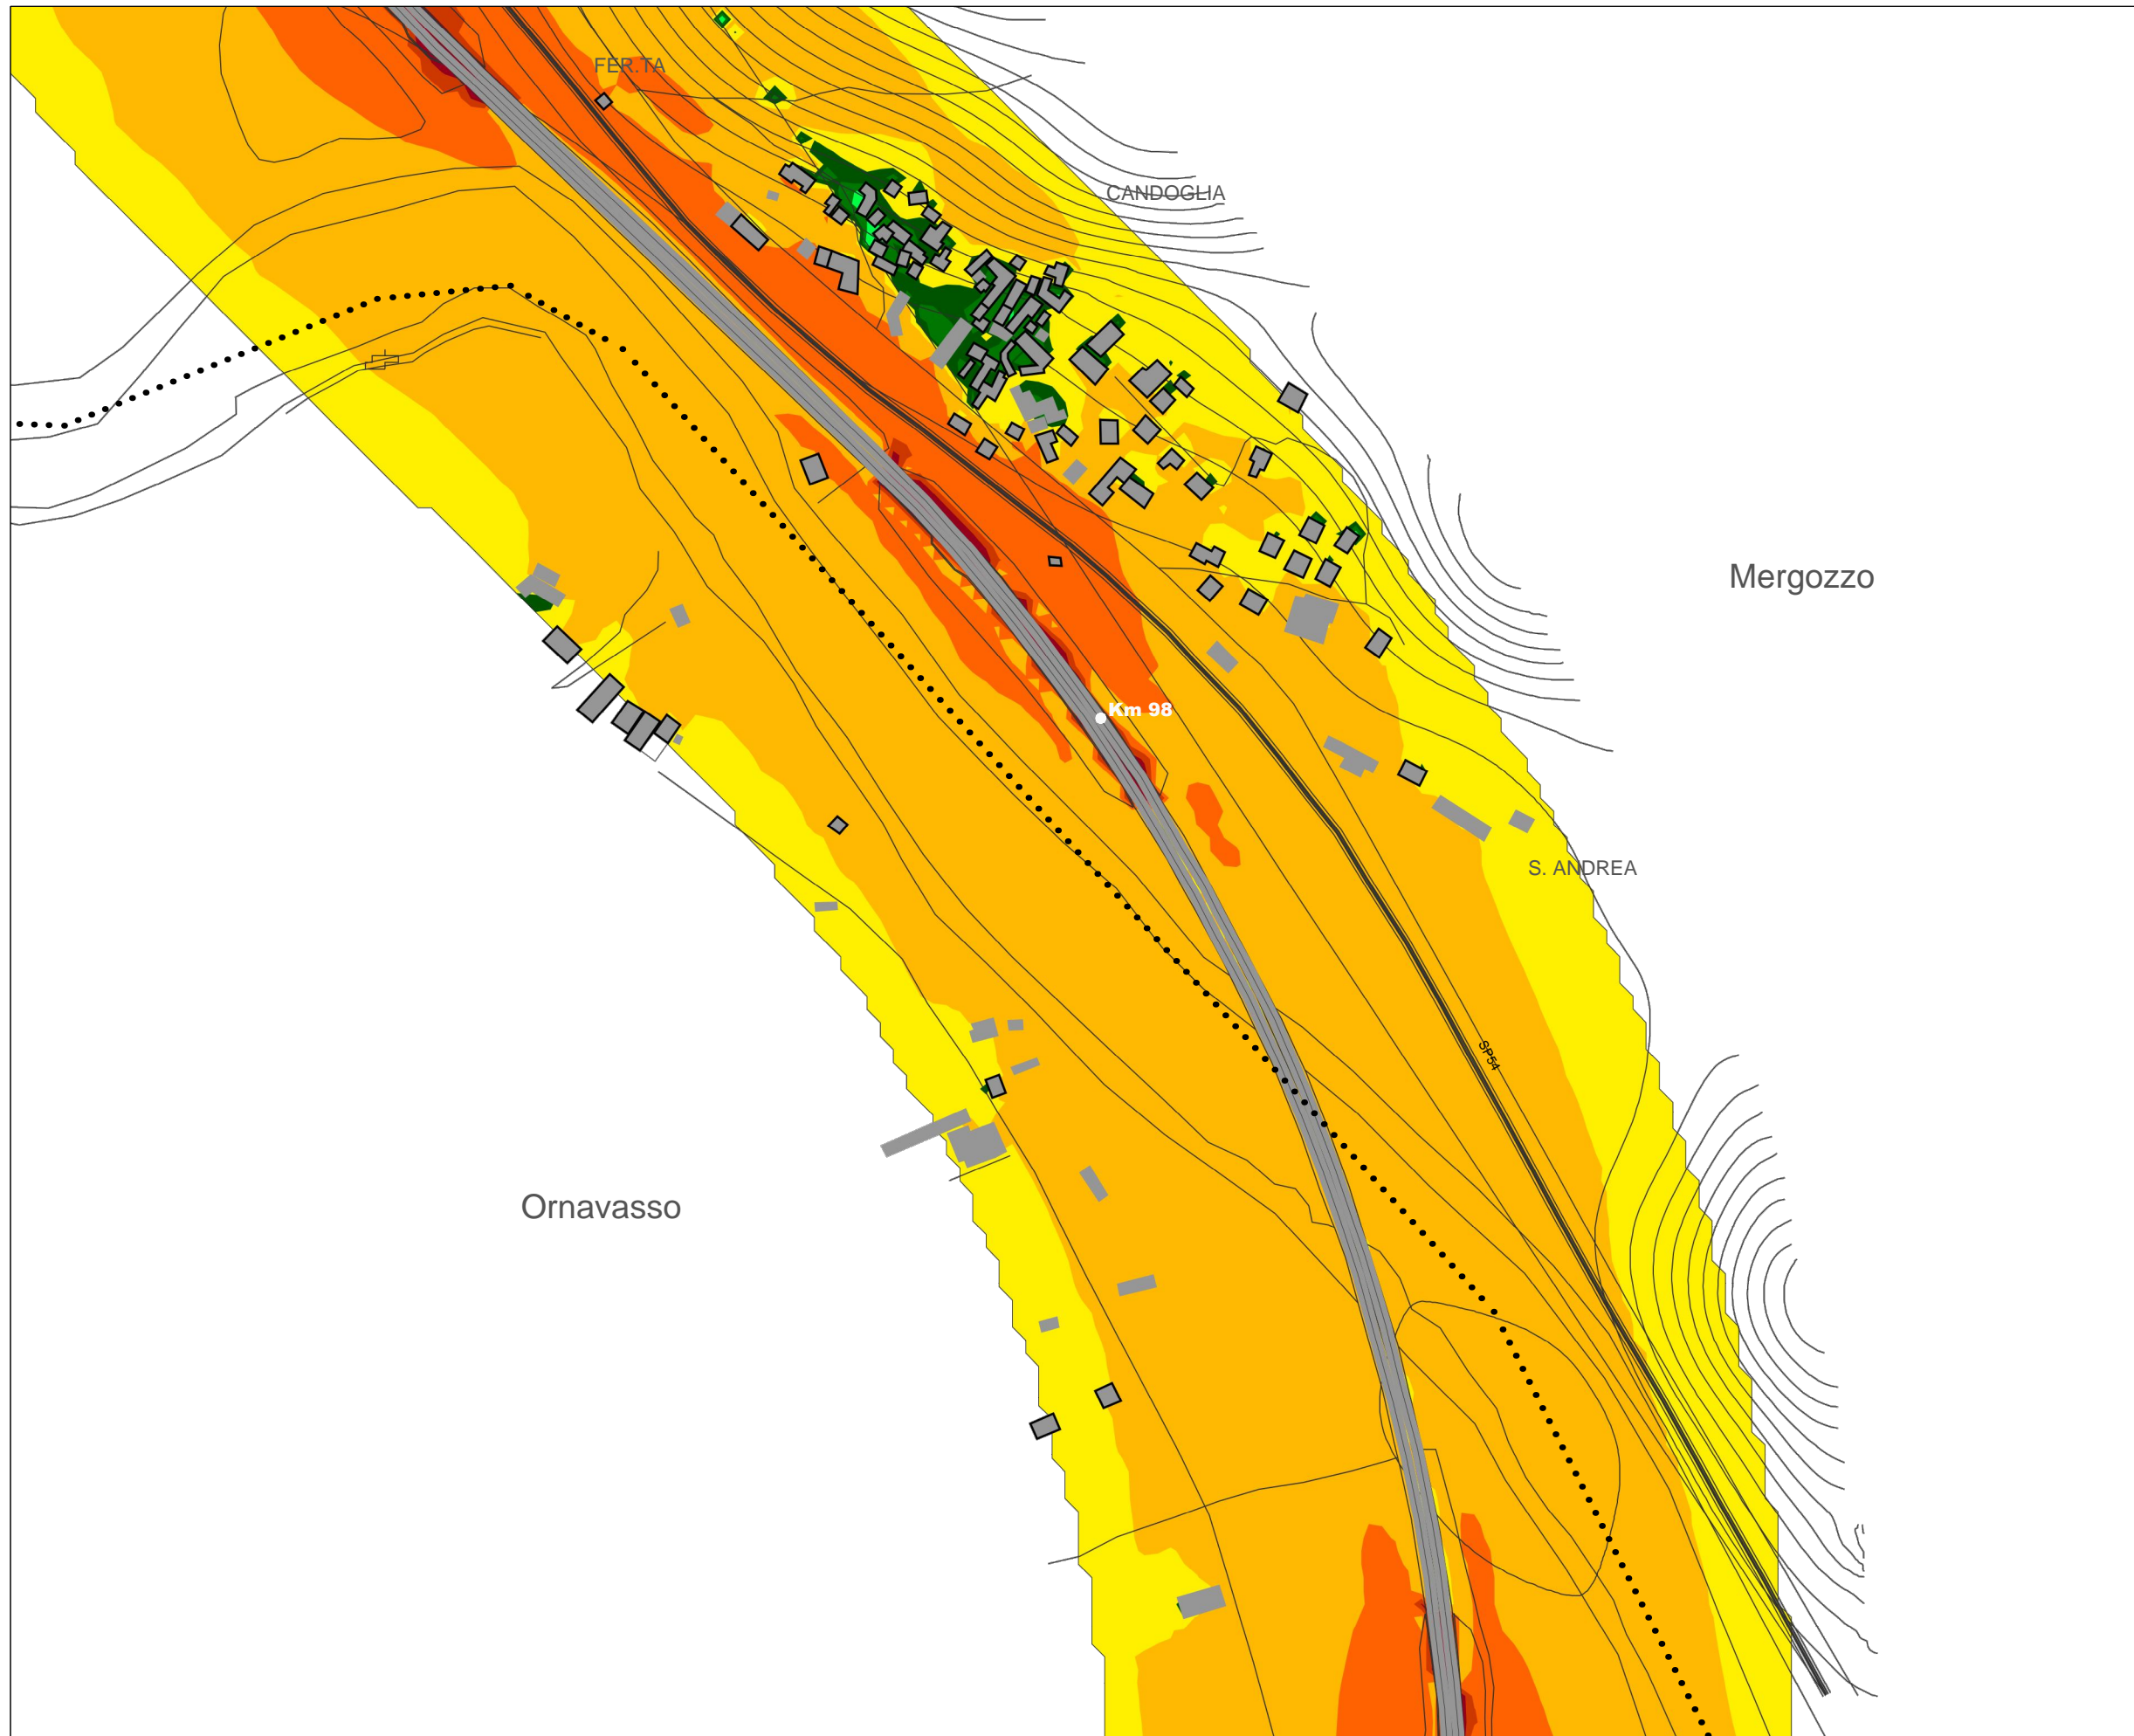 FER.TA
CANDOGLIA
Mergozzo
Km 98
S. ANDREA
SP54
Ornavasso